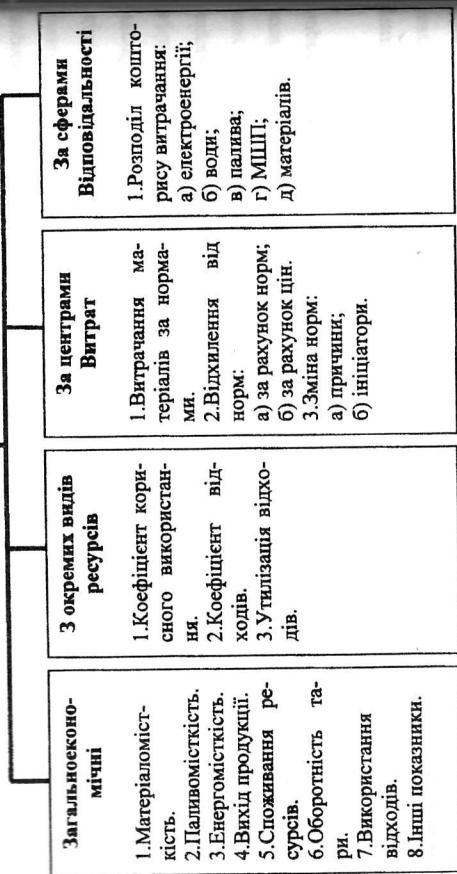 Загальноеконо-
мічні
1.Матеріаломіст-
кість.
2.Паливомісткість.
3.Енергомісткість.
4.Вихід продукції.
5.Споживання ре-
сурсів.
6.Оборотність та-
ри.
7.Використання
відходів.
8.Інші показники.
З окремих видів
ресурсів
1.Коефіцієнт кори-
сного використан-
ня.
2.Коефіцієнт від-
ходів.
3.Утилізація відхо-
дів.
За центрами
Витрат
1.Витрачання ма-
теріалів за норма-
ми.
2.Відхилення від
норм:
а) за рахунок норм;
б) за рахунок цін.
3.Зміна норм:
а) причини;
б) ініціатори.
За сферами
Відповідальності
1.Розподіл кошто-
рису витрачання:
а) електроенергії;
б) води;
в) палива;
г) МШП;
д) матеріалів.